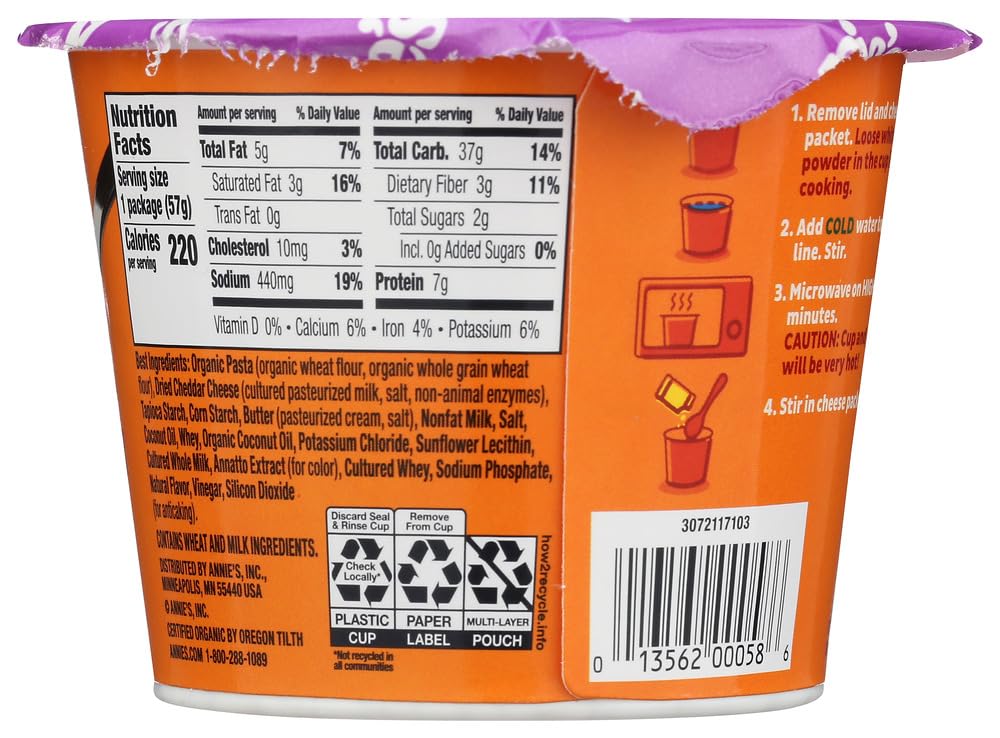 Nutrition
Facts
Serving size
1 package (57g)
Calories
per serving
220
Amount per serving % Daily Value
Total Fat 5g 7%
Saturated Fat 3g 16%
Trans Fat 0g
Cholesterol 10mg 3%
Sodium 440mg 19%
Amount per serving % Daily Value
Total Carb. 37g 14%
Dietary Fiber 3g 11%
Total Sugars 2g
Incl. 0g Added Sugars 0%
Protein 7g
Vitamin D 0% • Calcium 6% • Iron 4% • Potassium 6%
Best Ingredients: Organic Pasta (organic wheat flour, organic whole grain wheat
flour), Dried Cheddar Cheese (cultured pasteurized milk, salt, non-animal enzymes),
Tapioca Starch, Corn Starch, Butter (pasteurized cream, salt), Nonfat Milk, Salt,
Coconut Oil, Whey, Organic Coconut Oil, Potassium Chloride, Sunflower Lecithin,
Cultured Whole Milk, Annatto Extract (for color), Cultured Whey, Sodium Phosphate,
Natural Flavor, Vinegar, Silicon Dioxide
(for anticaking).
CONTAINS WHEAT AND MILK INGREDIENTS.
DISTRIBUTED BY ANNIE'S, INC.,
MINNEAPOLIS, MN 55440 USA
© ANNIE'S, INC.
CERTIFIED ORGANIC BY OREGON TILTH
ANNIES.COM 1-800-288-1089
Discard Seal
& Rinse Cup
Check
Locally*
PLASTIC
CUP
Remove
From Cup
PAPER
LABEL
MULTI-LAYER
POUCH
how2recycle.info
*Not recycled in
all communities
1. Remove lid and
packet. Loose
powder in the cup
cooking.
2. Add COLD water
line. Stir.
3. Microwave on
minutes.
CAUTION: Cup
will be very hot!
4. Stir in cheese
3072117103
0 13562 00058 6